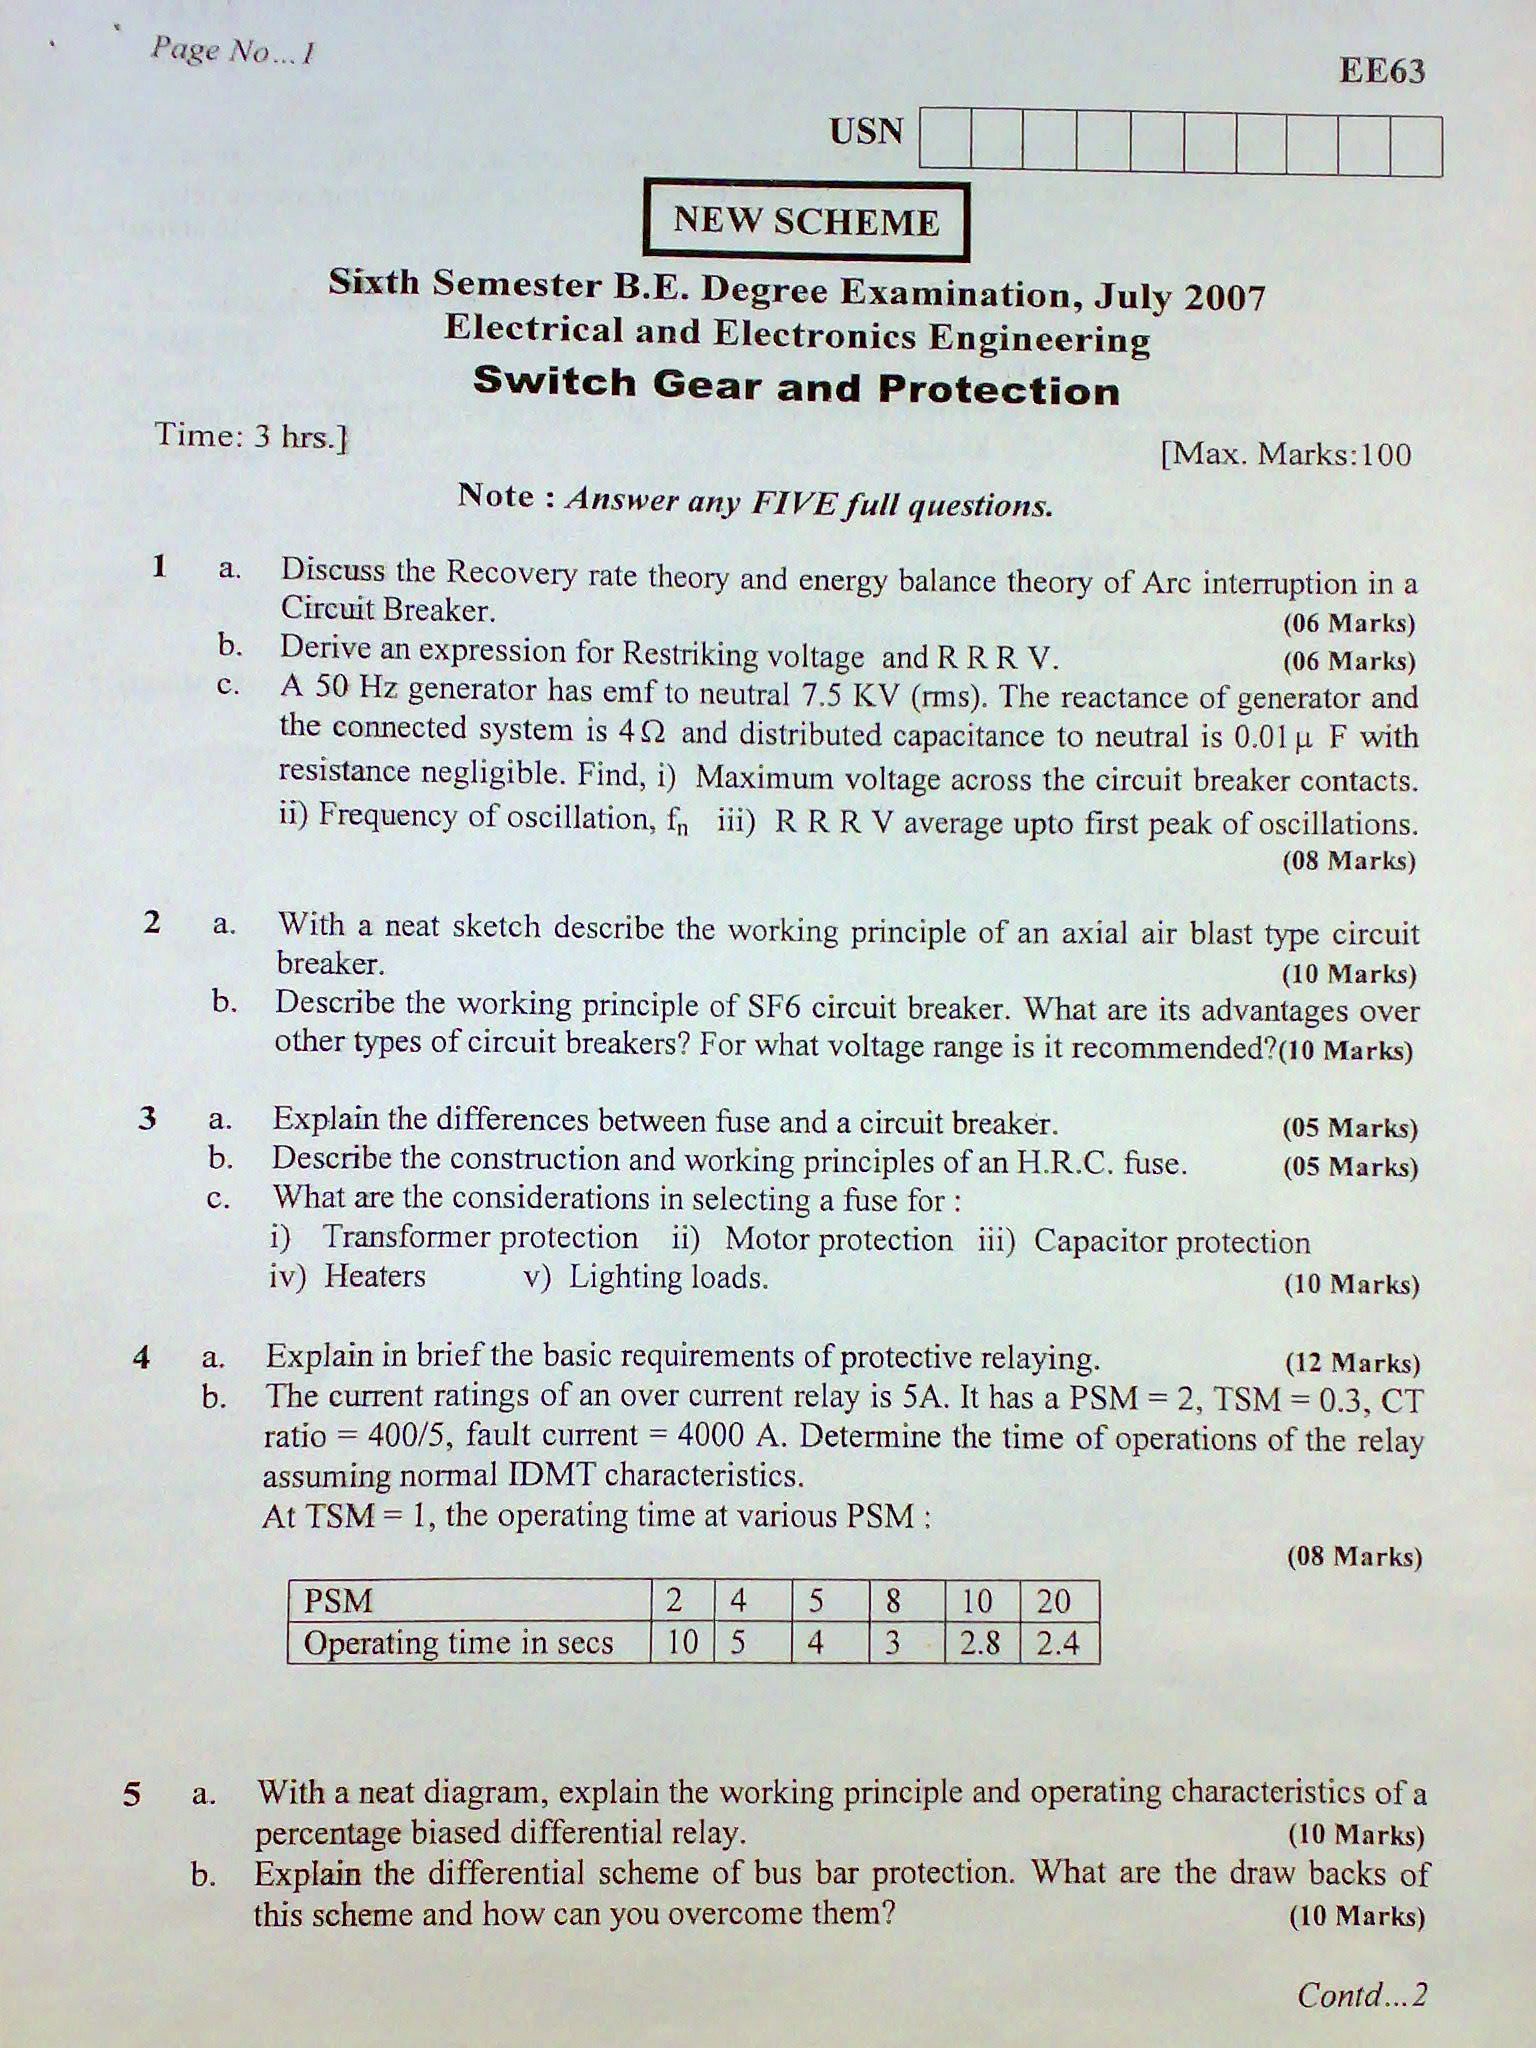 Page No...1
EE63
USN
NEW SCHEME
Sixth Semester B.E. Degree Examination, July 2007
Electrical and Electronics Engineering
Switch Gear and Protection
Time: 3 hrs.]
[Max. Marks:100
Note : Answer any FIVE full questions.
1 a. Discuss the Recovery rate theory and energy balance theory of Arc interruption in a
Circuit Breaker. (06 Marks)
b. Derive an expression for Restriking voltage and R R R V. (06 Marks)
c. A 50 Hz generator has emf to neutral 7.5 KV (rms). The reactance of generator and
the connected system is 4Ω and distributed capacitance to neutral is 0.01 μ F with
resistance negligible. Find, i) Maximum voltage across the circuit breaker contacts.
ii) Frequency of oscillation, fn iii) R R R V average upto first peak of oscillations.
(08 Marks)
2 a. With a neat sketch describe the working principle of an axial air blast type circuit
breaker. (10 Marks)
b. Describe the working principle of SF6 circuit breaker. What are its advantages over
other types of circuit breakers? For what voltage range is it recommended?(10 Marks)
3 a. Explain the differences between fuse and a circuit breaker. (05 Marks)
b. Describe the construction and working principles of an H.R.C. fuse. (05 Marks)
c. What are the considerations in selecting a fuse for :
i) Transformer protection ii) Motor protection iii) Capacitor protection
iv) Heaters v) Lighting loads. (10 Marks)
4 a. Explain in brief the basic requirements of protective relaying. (12 Marks)
b. The current ratings of an over current relay is 5A. It has a PSM = 2, TSM = 0.3, CT
ratio = 400/5, fault current = 4000 A. Determine the time of operations of the relay
assuming normal IDMT characteristics.
At TSM = 1, the operating time at various PSM :
(08 Marks)
PSM 2 4 5 8 10 20
Operating time in secs 10 5 4 3 2.8 2.4
5 a. With a neat diagram, explain the working principle and operating characteristics of a
percentage biased differential relay. (10 Marks)
b. Explain the differential scheme of bus bar protection. What are the draw backs of
this scheme and how can you overcome them? (10 Marks)
Contd...2